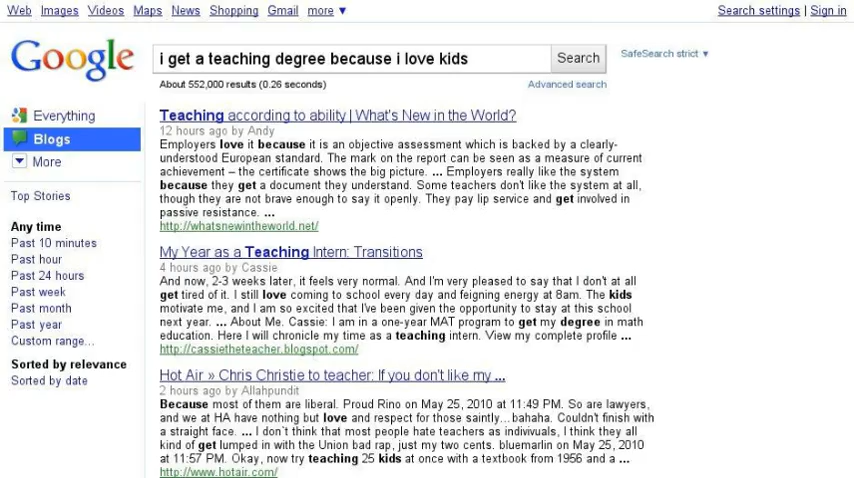 Web Images Videos Maps News Shopping Gmail more ▼ Search settings | Sign in
Google
i get a teaching degree because i love kids Search SafeSearch strict ▼
About 552,000 results (0.26 seconds) Advanced search
Everything
Blogs
More
Top Stories
Any time
Past 10 minutes
Past hour
Past 24 hours
Past week
Past month
Past year
Custom range...
Sorted by relevance
Sorted by date
Teaching according to ability | What's New in the World?
12 hours ago by Andy
Employers love it because it is an objective assessment which is backed by a clearly-
understood European standard. The mark on the report can be seen as a measure of current
achievement – the certificate shows the big picture. ... Employers really like the system
because they get a document they understand. Some teachers don't like the system at all,
though they are not brave enough to say it openly. They pay lip service and get involved in
passive resistance. ...
http://whatsnewintheworld.net/
My Year as a Teaching Intern: Transitions
4 hours ago by Cassie
And now, 2-3 weeks later, it feels very normal. And I'm very pleased to say that I don't at all
get tired of it. I still love coming to school every day and feigning energy at 8am. The kids
motivate me, and I am so excited that I've been given the opportunity to stay at this school
next year. ... About Me. Cassie: I am in a one-year MAT program to get my degree in math
education. Here I will chronicle my time as a teaching intern. View my complete profile ...
http://cassietheteacher.blogspot.com/
Hot Air » Chris Christie to teacher: If you don't like my ...
2 hours ago by Allahpundit
Because most of them are liberal. Proud Rino on May 25, 2010 at 11:49 PM. So are lawyers,
and we at HA have nothing but love and respect for those saintly…bahaha. Couldn't finish with
a straight face. ... I don´t think that most people hate teachers as indiviuals, I think they all
kind of get lumped in with the Union bad rap, just my two cents. bluemarlin on May 25, 2010
at 11:57 PM. Okay, now try teaching 25 kids at once with a textbook from 1956 and a ...
http://www.hotair.com/